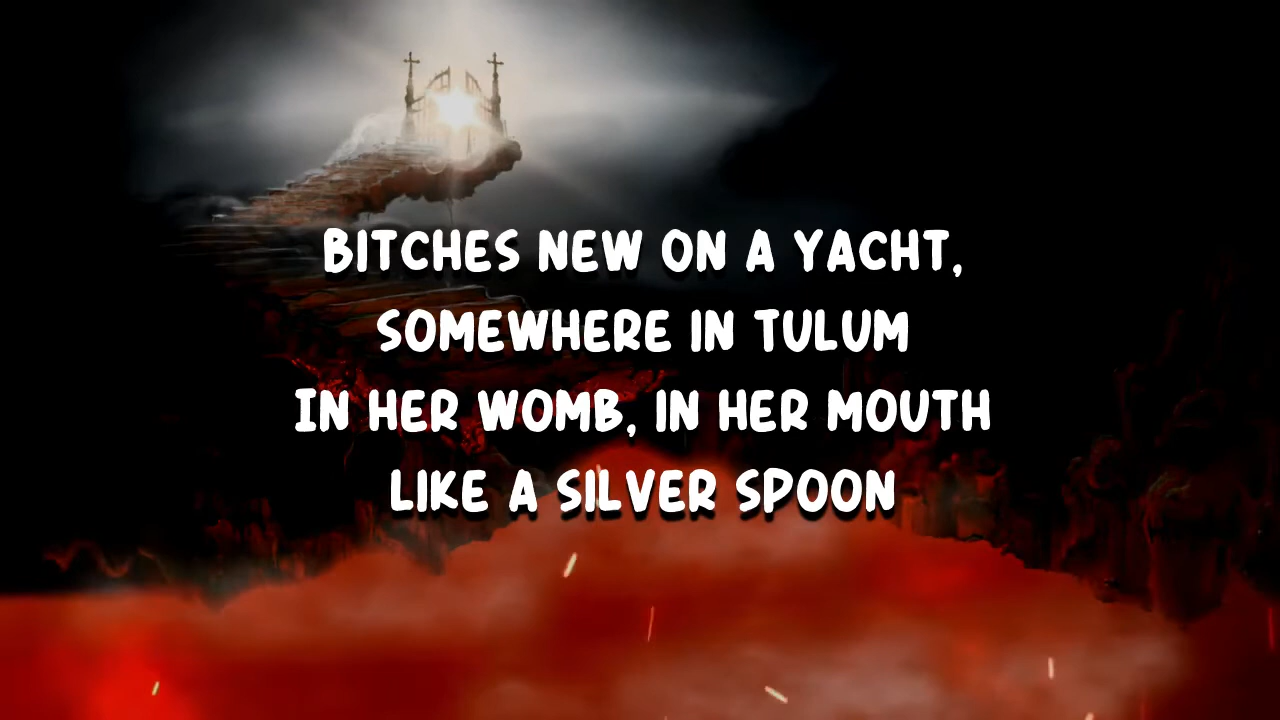 BITCHES NEW ON A YACHT,
SOMEWHERE IN TULUM
IN HER WOMB, IN HER MOUTH
LIKE A SILVER SPOON